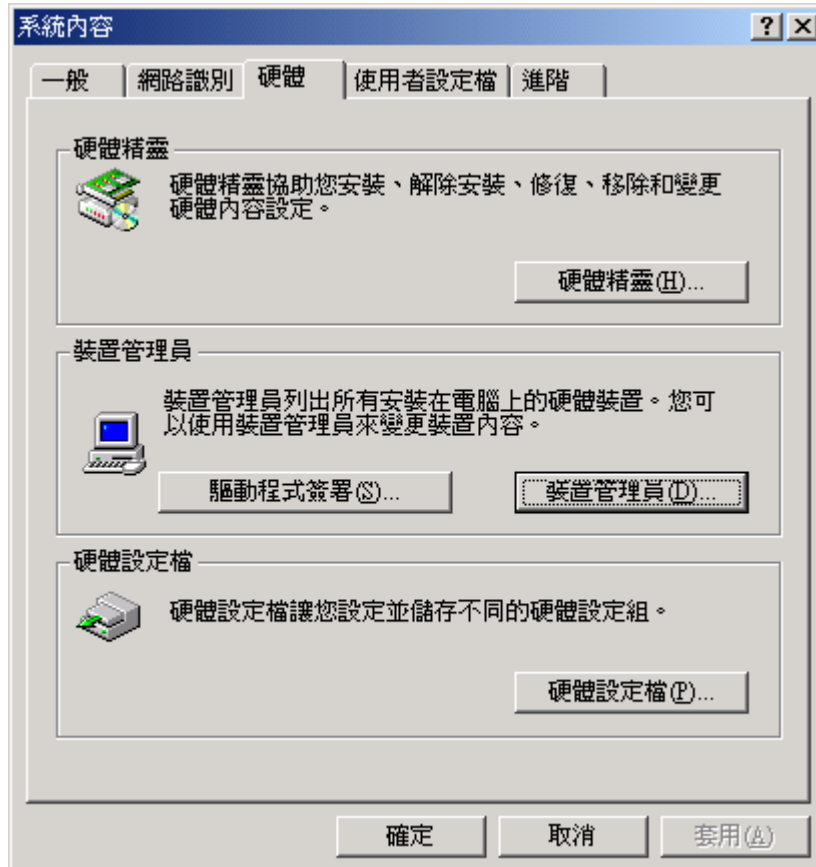 系統內容
一般
網路識別
硬體
使用者設定檔
進階
硬體精靈
硬體精靈協助您安裝、解除安裝、修復、移除和變更
硬體內容設定。
硬體精靈(H)...
裝置管理員
裝置管理員列出所有安裝在電腦上的硬體裝置。您可
以使用裝置管理員來變更裝置內容。
驅動程式簽署(S)...
裝置管理員(D)...
硬體設定檔
硬體設定檔讓您設定並儲存不同的硬體設定組。
硬體設定檔(P)...
確定
取消
套用(A)